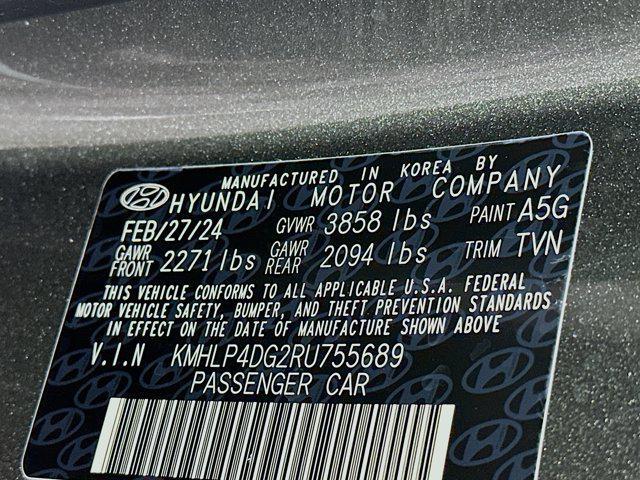 MANUFACTURED IN KOREA BY
HYUNDAI MOTOR COMPANY
FEB/27/24 GVWR 3858 lbs PAINT A5G
GAWR FRONT 2271 lbs GAWR REAR 2094 lbs TRIM TVN
THIS VEHICLE CONFORMS TO ALL APPLICABLE U.S.A. FEDERAL
MOTOR VEHICLE SAFETY, BUMPER, AND THEFT PREVENTION STANDARDS
IN EFFECT ON THE DATE OF MANUFACTURE SHOWN ABOVE
V.I.N KMHLP4DG2RU755689
PASSENGER CAR